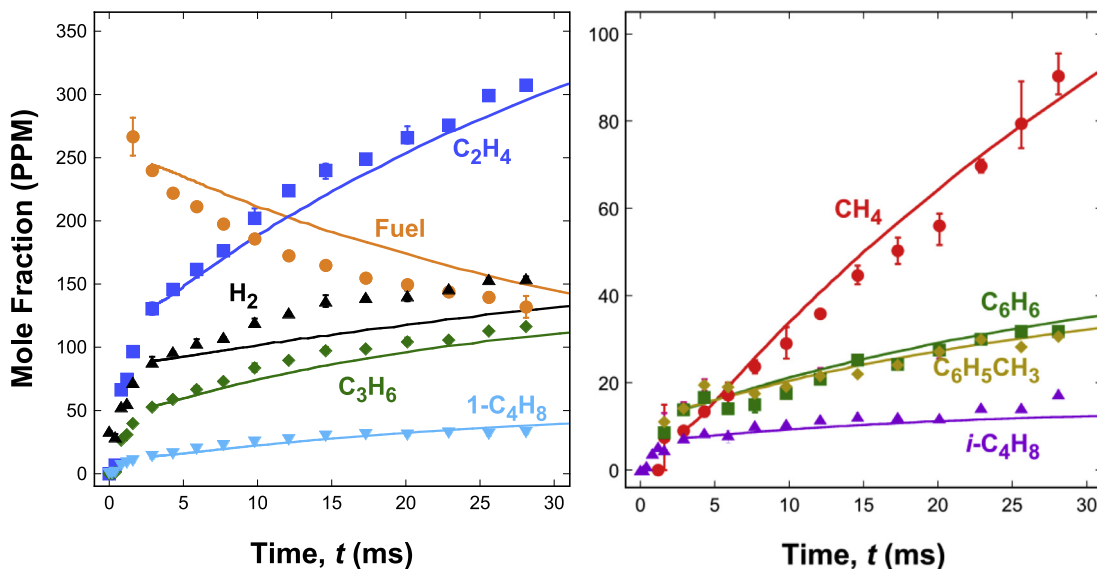 350
300
250
200
150
100
50
0
Mole Fraction (PPM)
C₂H₄
Fuel
H₂
C₃H₆
1-C₄H₈
0 5 10 15 20 25 30
Time, t (ms)
100
80
60
40
20
0
CH₄
C₆H₆
C₆H₅CH₃
i-C₄H₈
0 5 10 15 20 25 30
Time, t (ms)